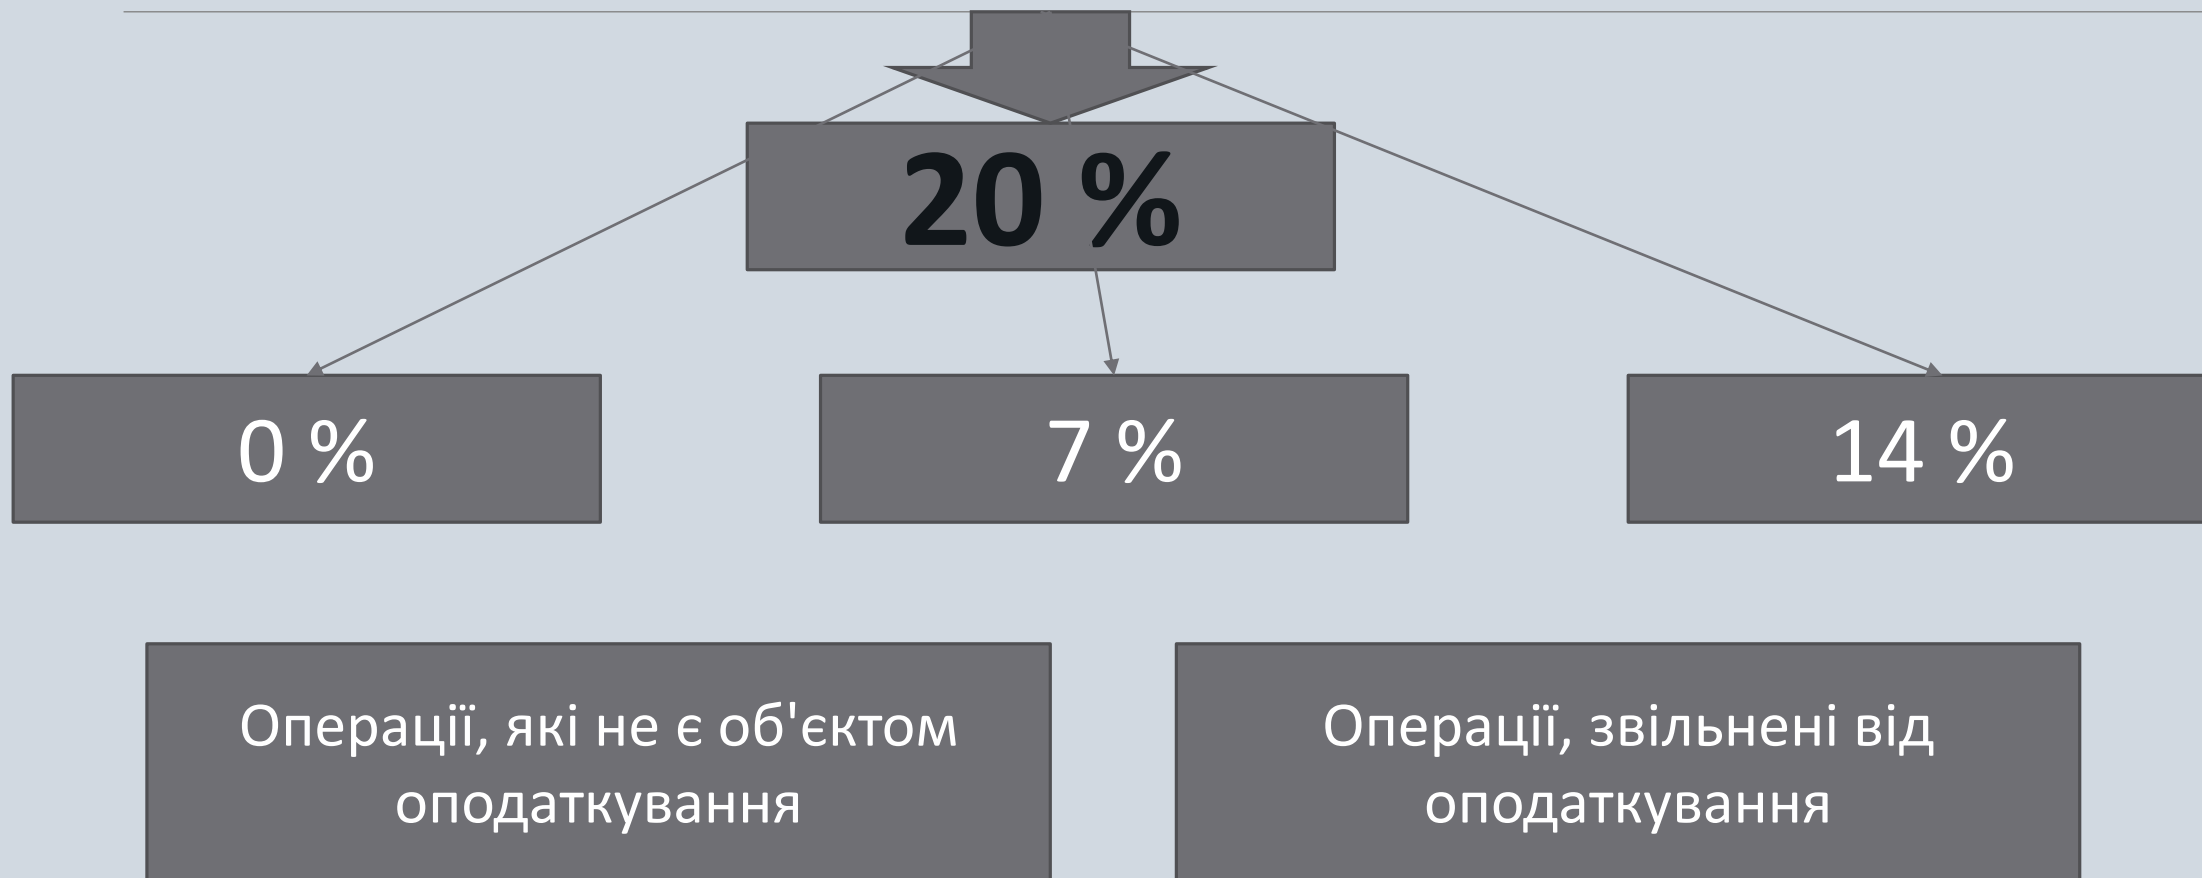 20 %
0 %
7 %
14 %
Операції, які не є об'єктом
оподаткування
Операції, звільнені від
оподаткування